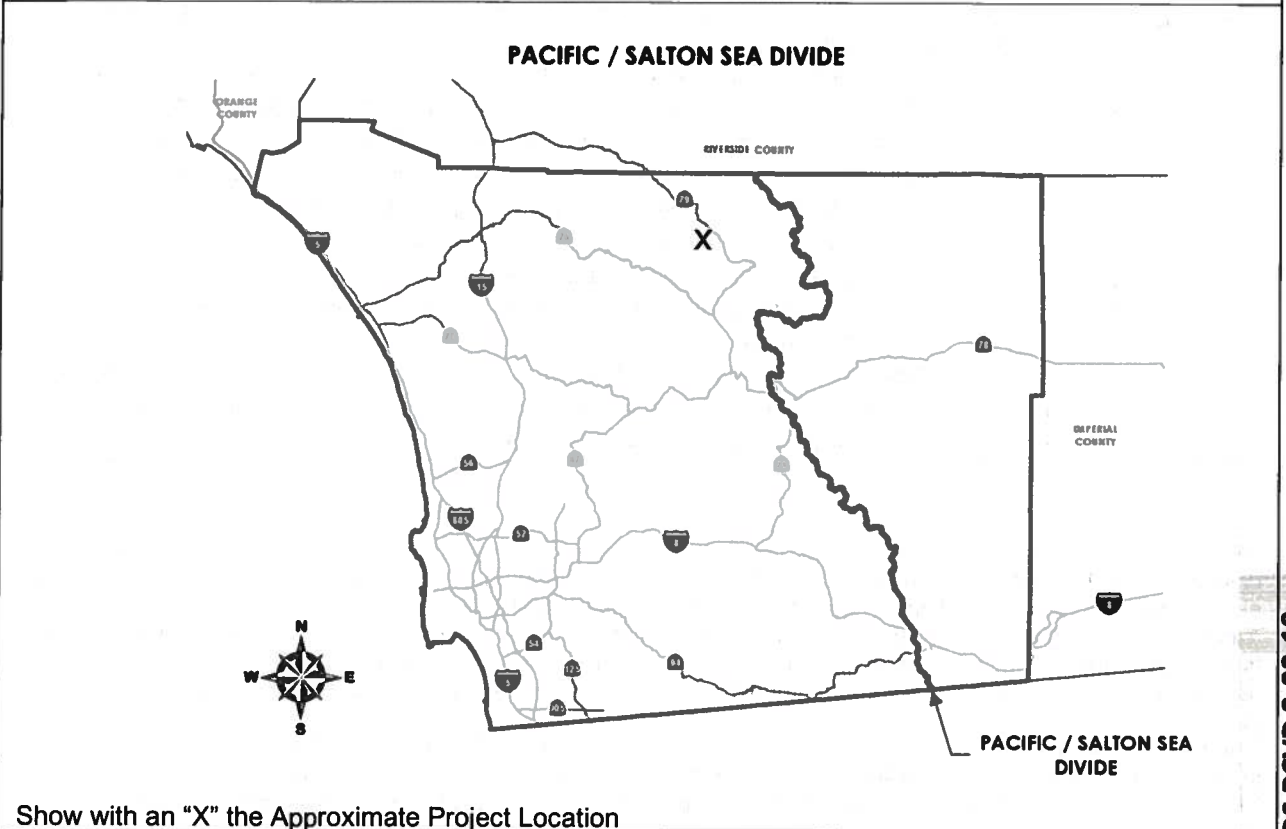 PACIFIC / SALTON SEA DIVIDE
ORANGE
COUNTY
RIVERSIDE COUNTY
79
X
5
15
78
IMPERIAL
COUNTY
56
805
52
8
8
N
W E
S
54
125
94
5
905
PACIFIC / SALTON SEA
DIVIDE
Show with an "X" the Approximate Project Location